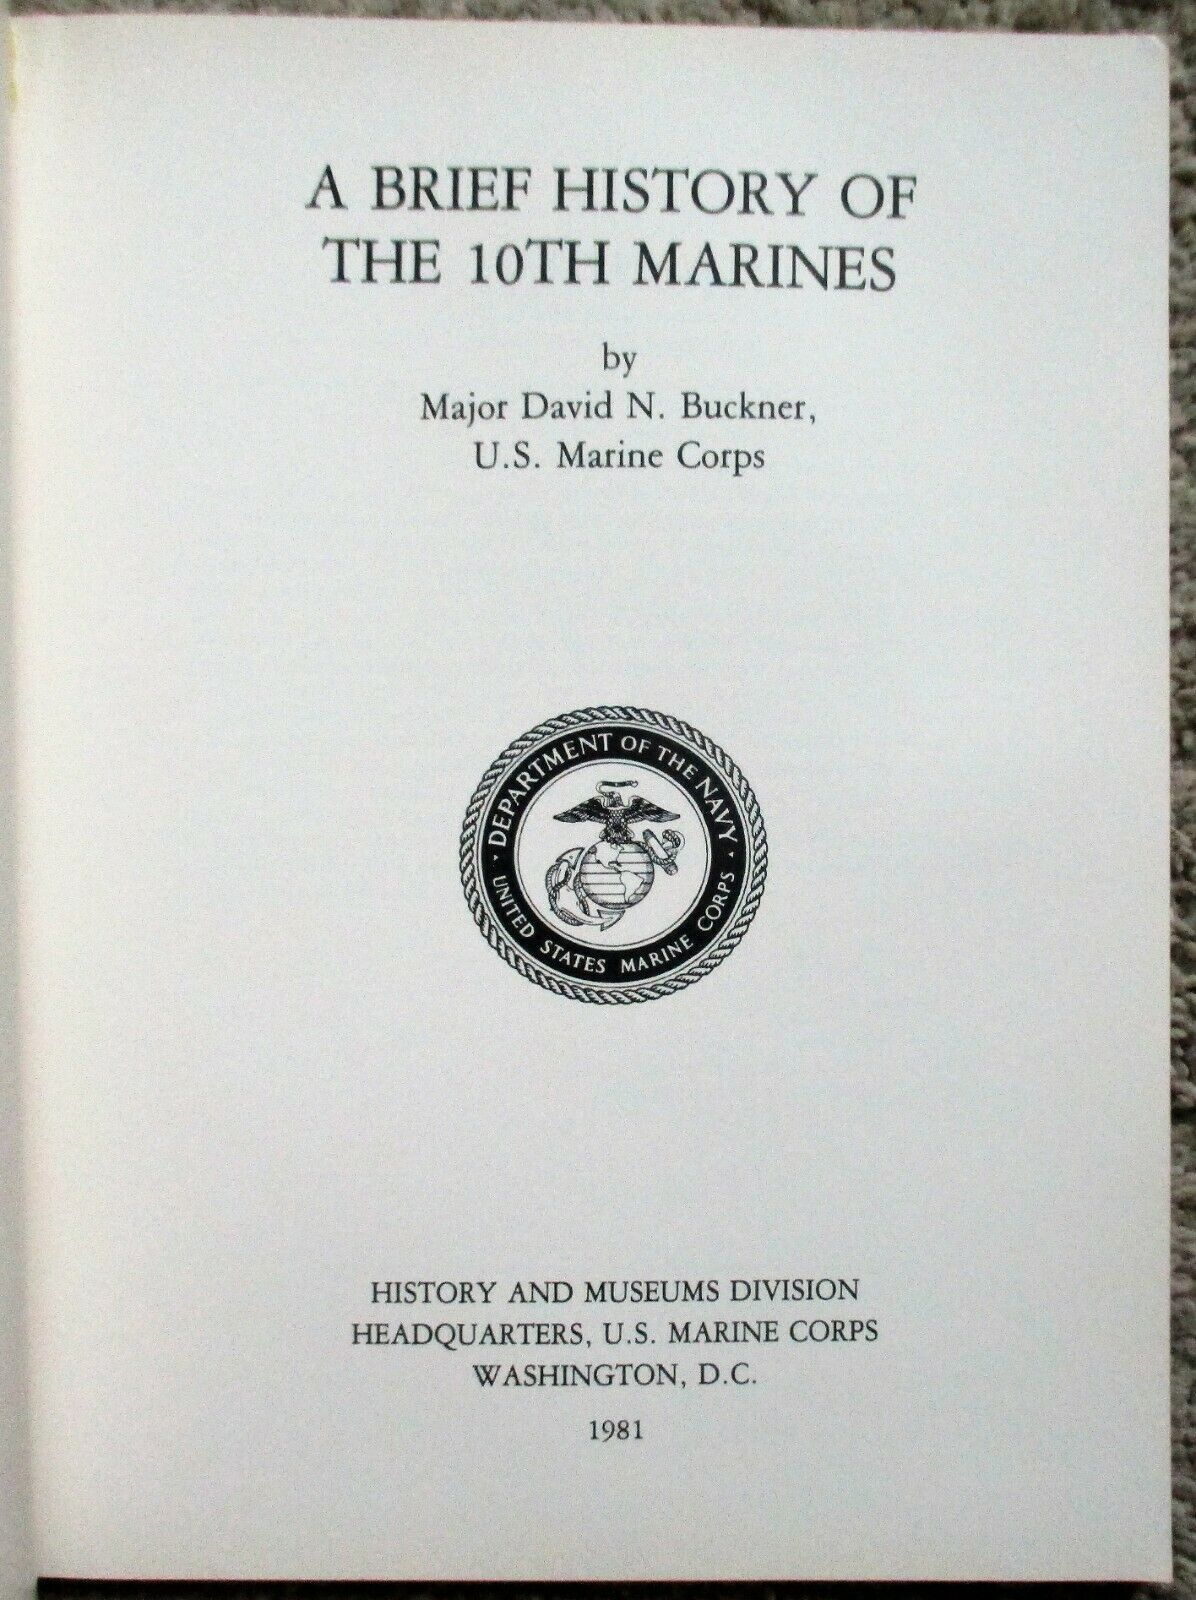 A BRIEF HISTORY OF
THE 10TH MARINES
by
Major David N. Buckner,
U.S. Marine Corps
DEPARTMENT OF THE NAVY
UNITED STATES MARINE CORPS
HISTORY AND MUSEUMS DIVISION
HEADQUARTERS, U.S. MARINE CORPS
WASHINGTON, D.C.
1981